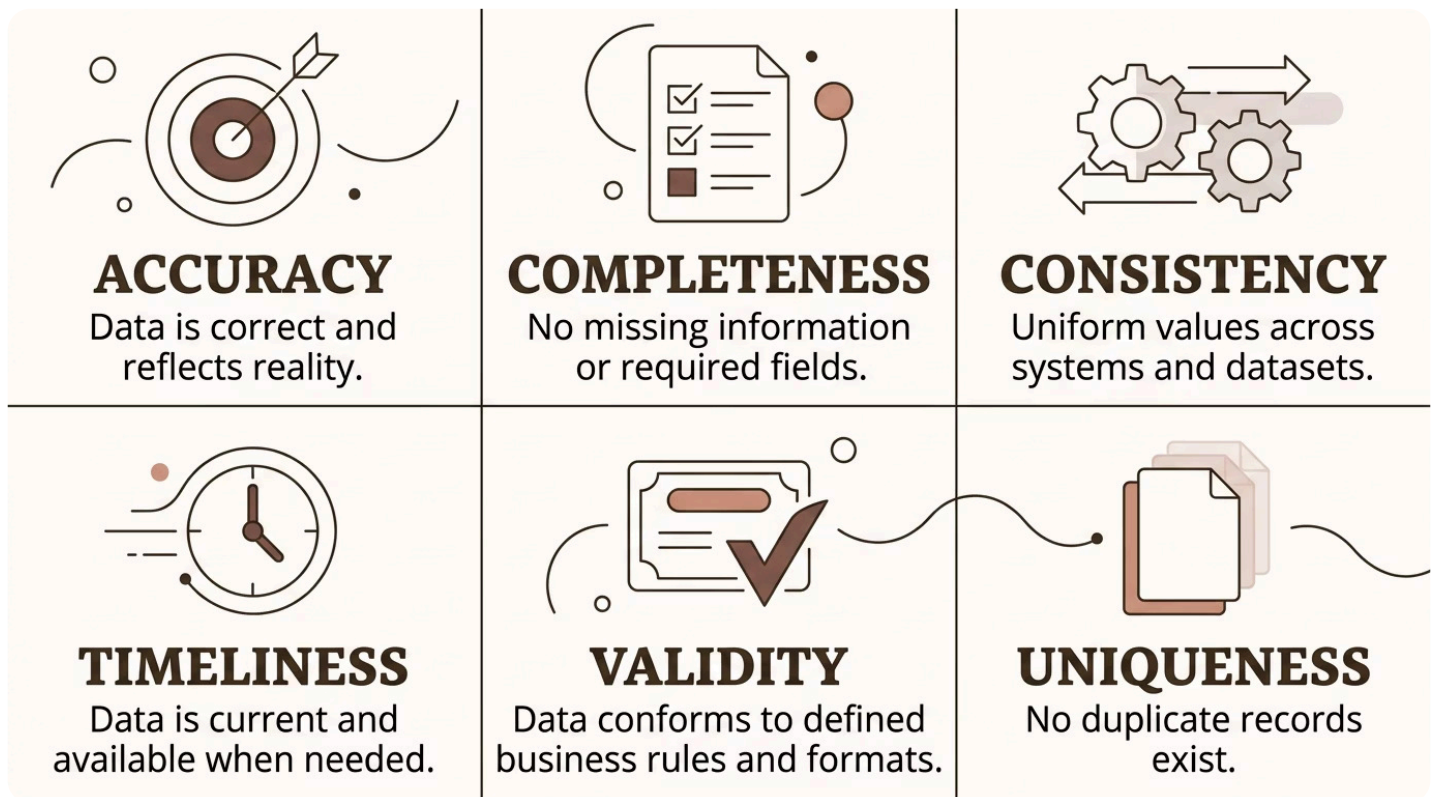 ACCURACY
Data is correct and
reflects reality.
COMPLETENESS
No missing information
or required fields.
CONSISTENCY
Uniform values across
systems and datasets.
TIMELINESS
Data is current and
available when needed.
VALIDITY
Data conforms to defined
business rules and formats.
UNIQUENESS
No duplicate records
exist.